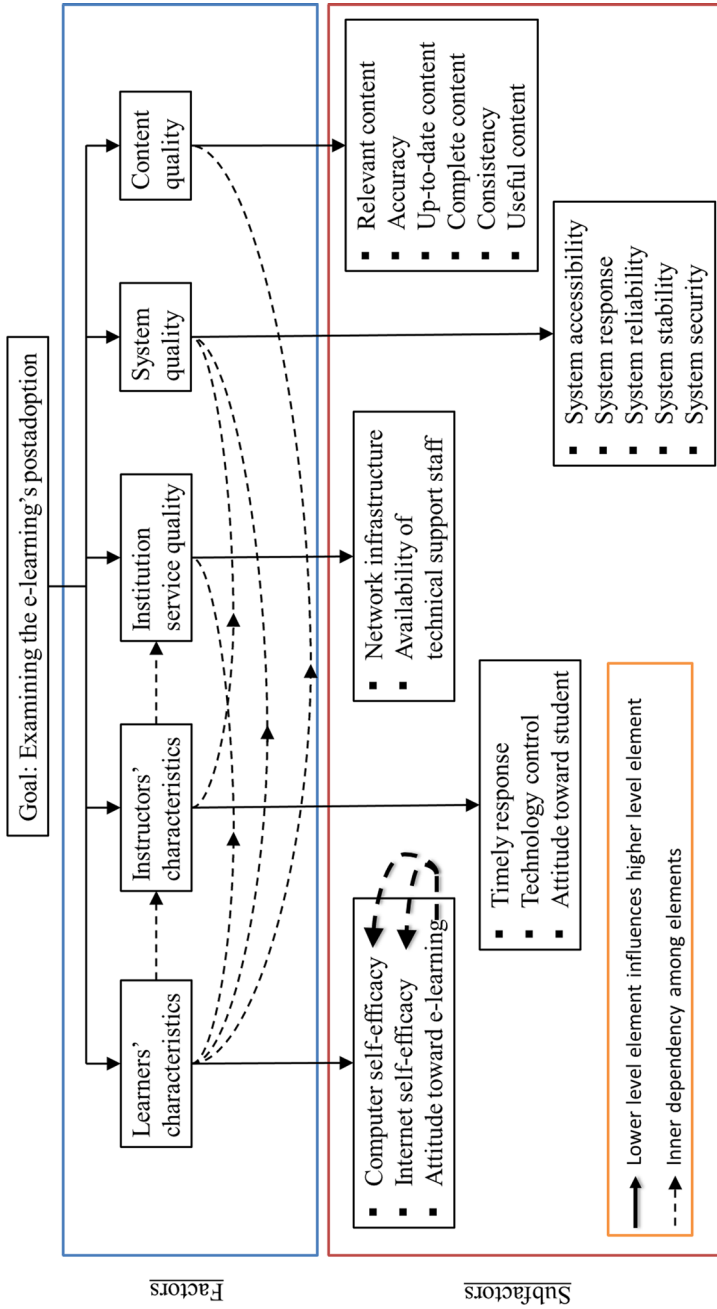 Goal: Examining the e-learning's postadoption
Factors
Learners'
characteristics
Instructors'
characteristics
Institution
service quality
System
quality
Content
quality
Subfactors
▪ Computer self-efficacy
▪ Internet self-efficacy
▪ Attitude toward e-learning
▪ Timely response
▪ Technology control
▪ Attitude toward student
▪ Network infrastructure
▪ Availability of
technical support staff
▪ System accessibility
▪ System response
▪ System reliability
▪ System stability
▪ System security
▪ Relevant content
▪ Accuracy
▪ Up-to-date content
▪ Complete content
▪ Consistency
▪ Useful content
Lower level element influences higher level element
Inner dependency among elements